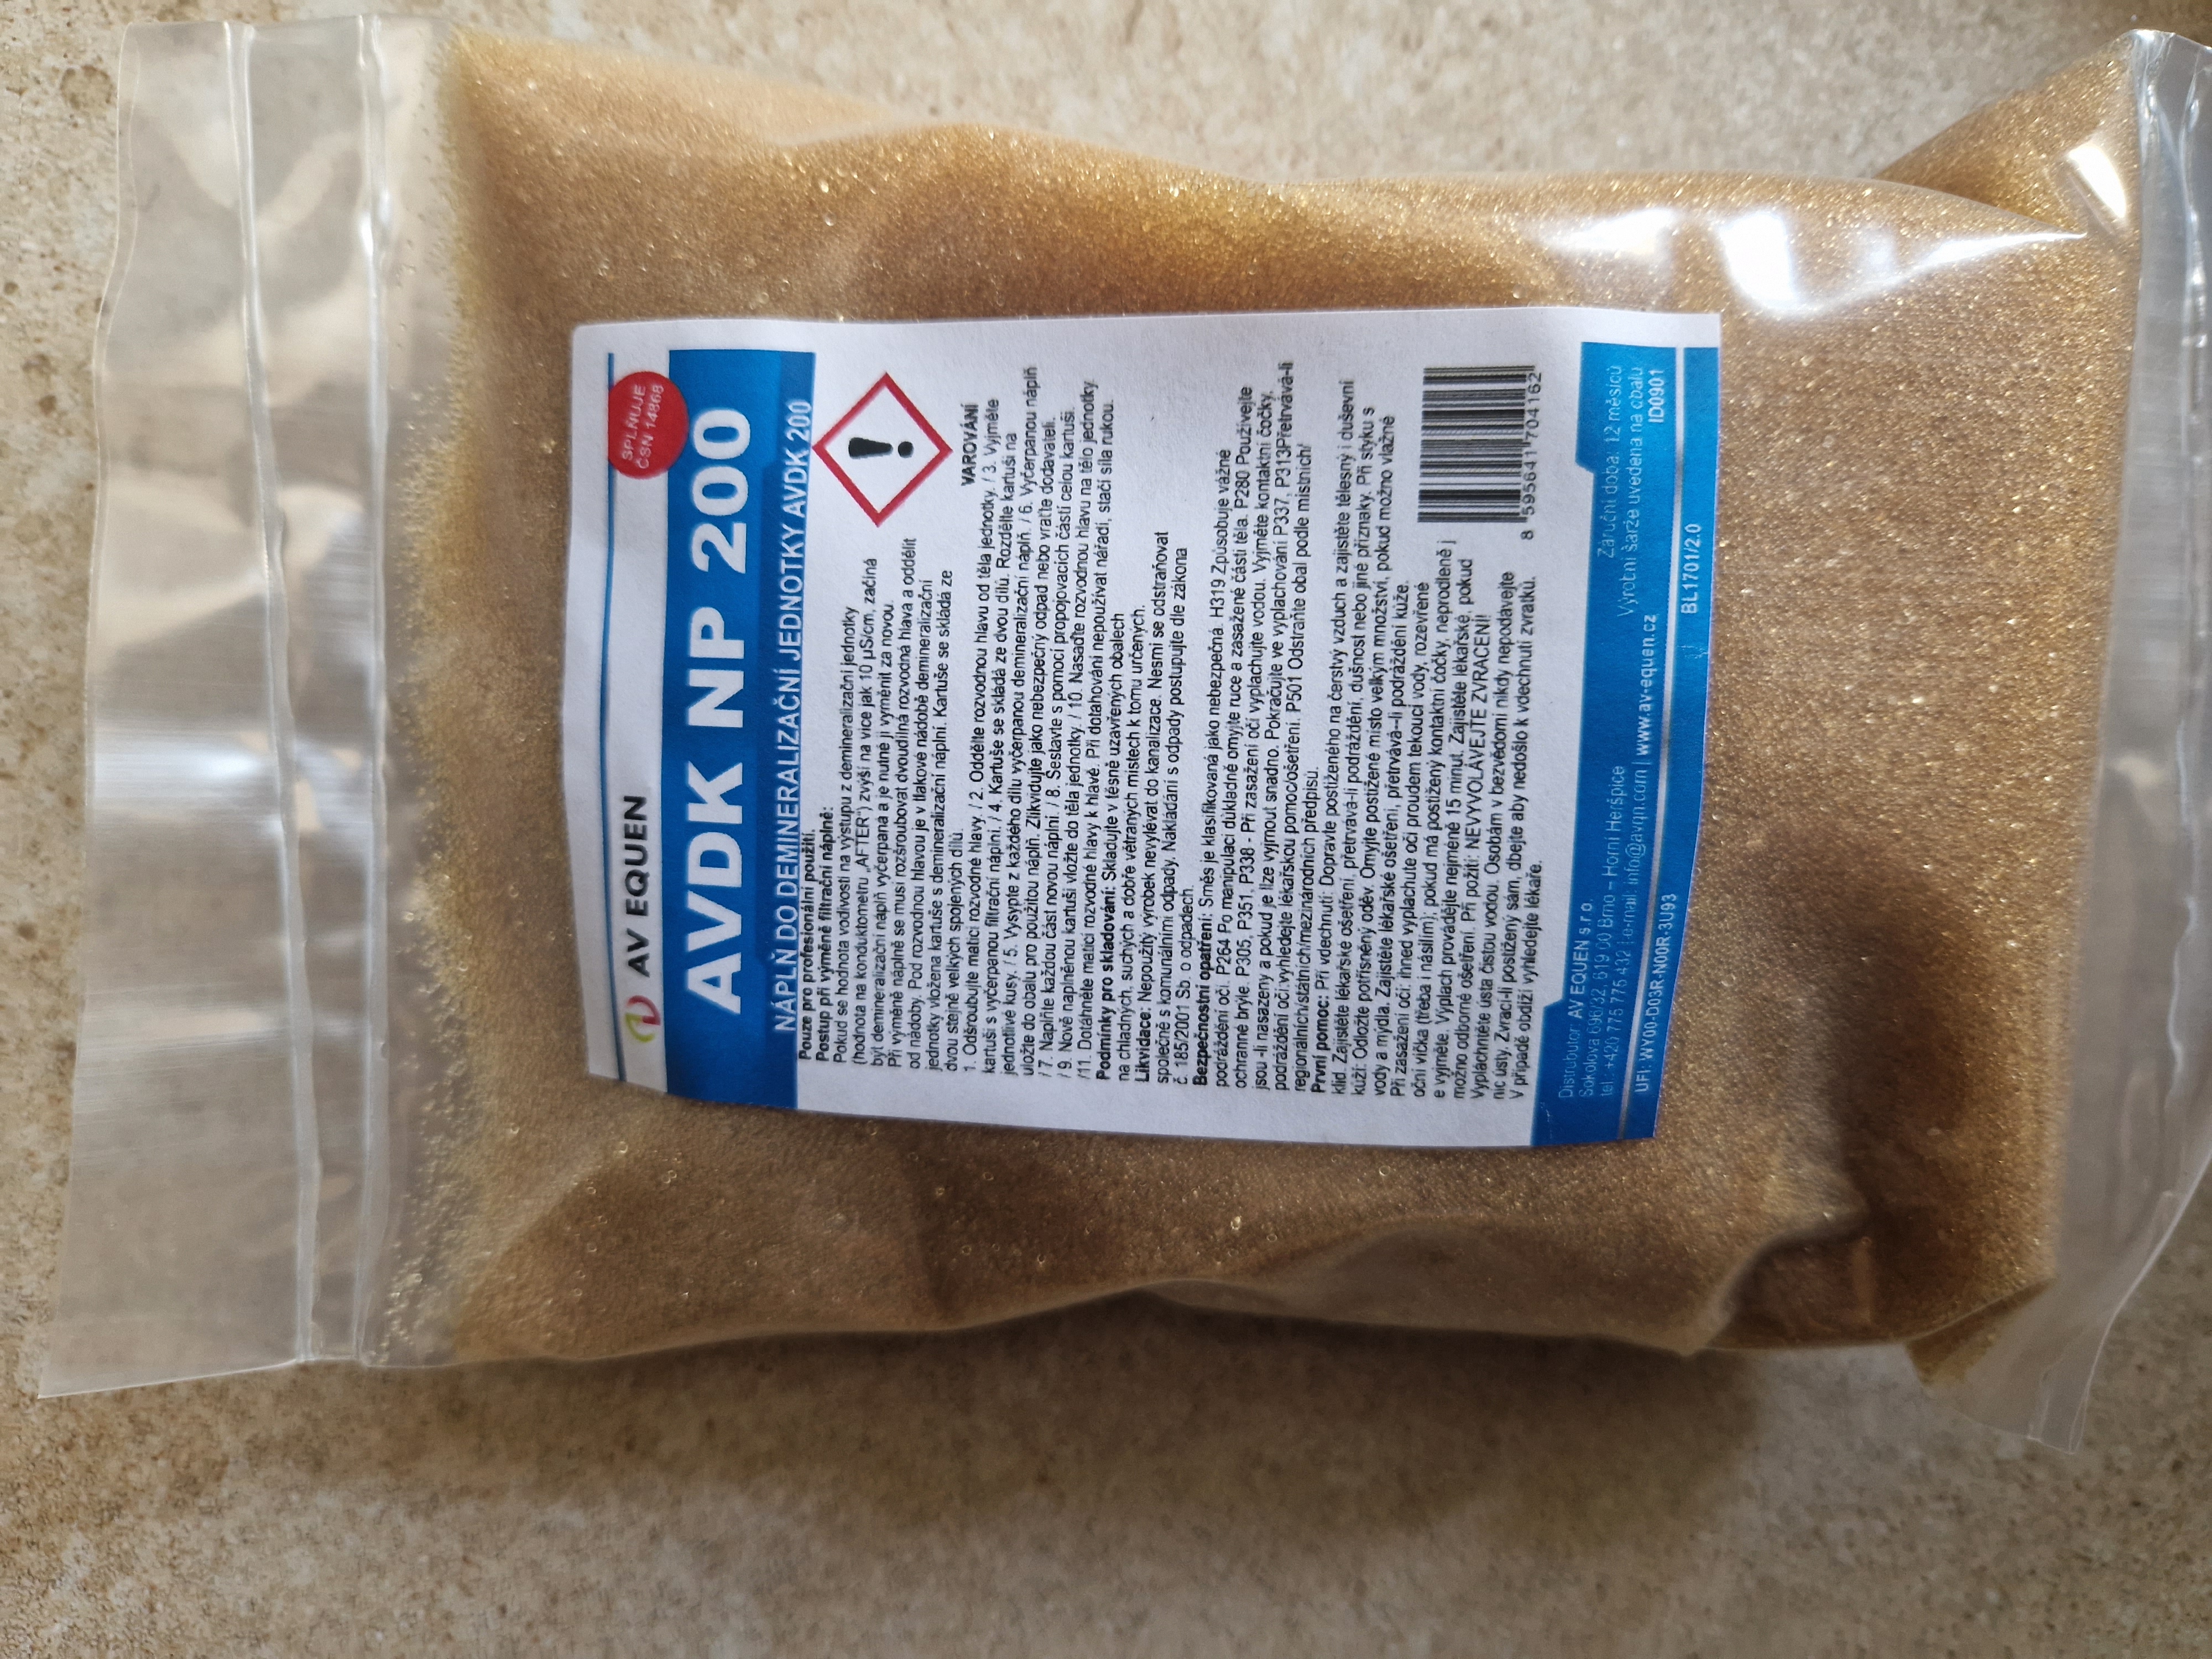 AV EQUEN
SPLŇUJE
ČSN 14868
AVDK NP 200
NÁPLŇ DO DEMINERALIZAČNÍ JEDNOTKY AVDK 200
Pouze pro profesionální použití.
Postup při výměně filtrační náplně:
Pokud se hodnota vodivosti na výstupu z demineralizační jednotky
(hodnota na konduktometru „AFTER") zvýší na více jak 10 µS/cm, začíná
být demineralizační náplň vyčerpaná a je nutné ji vyměnit za novou.
Při výměně náplně se musí rozšroubovat dvoudílná rozvodná hlava a oddělit
od nádoby. Pod rozvodnou hlavou je v tlakové nádobě demineralizační
jednotky vložena kartuše s demineralizační náplní. Kartuše se skládá ze
dvou stejně velkých spojených dílů.
VAROVÁNÍ
1. Odšroubujte matici rozvodné hlavy. / 2. Oddělte rozvodnou hlavu od těla jednotky. / 3. Vyjměte
kartuši s vyčerpanou filtrační náplní. / 4. Kartuše se skládá ze dvou dílů. Rozdělte kartuši na
jednotlivé kusy. / 5. Vysypte z každého dílu vyčerpanou demineralizační náplň. / 6. Vyčerpanou náplň
uložte do obalu pro použitou náplň. Zlikvidujte jako nebezpečný odpad nebo vraťte dodavateli.
/ 7. Naplňte každou část novou náplní. / 8. Sestavte s pomocí propojovacích částí celou kartuši.
/ 9. Nově naplněnou kartuši vložte do těla jednotky. / 10. Nasaďte rozvodnou hlavu na tělo jednotky.
/11. Dotáhněte maticí rozvodné hlavy k hlavě. Při dotahování nepoužívat nářadí, stačí síla rukou.
Podmínky pro skladování: Skladujte v těsně uzavřených obalech
na chladných, suchých a dobře větraných místech k tomu určených.
Likvidace: Nepoužitý výrobek nevylévat do kanalizace. Nesmí se odstraňovat
společně s komunálními odpady. Nakládání s odpady postupujte dle zákona
č. 185/2001 Sb. o odpadech.
Bezpečnostní opatření: Směs je klasifikovaná jako nebezpečná. H319 Způsobuje vážné
podráždění očí. P264 Po manipulaci důkladně omyjte ruce a zasažené části těla. P280 Používejte
ochranné brýle. P305, P351, P338 - Při zasažení očí vyplachujte vodou. Vyjměte kontaktní čočky,
jsou -li nasazeny a pokud je lze vyjmout snadno. Pokračujte ve vyplachování P337, P313Přetrvává-li
podráždění očí:vyhledejte lékařskou pomoc/ošetření. P501 Odstraňte obal podle místních/
regionálních/státních/mezinárodních předpisů.
První pomoc: Při vdechnutí: Dopravte postiženého na čerstvý vzduch a zajistěte tělesný i duševní
klid. Zajistěte lékařské ošetření, přetrvává-li podráždění, dušnost nebo jiné příznaky. Při styku s
kůží: Odložte potřísněný oděv. Omyjte postižené místo velkým množství, pokud možno vlažné
vody a mýdla. Zajistěte lékařské ošetření, přetrvává--li podráždění kůže.
Při zasažení očí: ihned vyplachute oči proudem tekoucí vody, rozevřené
oční víčka (třeba i násilím); pokud má postižený kontaktní čočky, neprodleně j
e vyjměte. Výplach provádějte nejméně 15 minut. Zajistěte lékařské, pokud
možno odborné ošetření. Při požití: NEVYVOLÁVEJTE ZVRACENÍ!
Vypláchněte ústa čistou vodou. Osobám v bezvědomí nikdy nepodávejte
nic ústy. Zvrací-li postižený sám, dbejte aby nedošlo k vdechnutí zvratků.
V případě obdíží vyhledejte lékaře.
8 595641 704162
Distributor: AV EQUEN s.r.o.
Sokolova 696/32, 619 00 Brno – Horní Heršpice
tel.: +420 775 775 432 | e-mail: info@avqn.com | www.av-equen.cz
Záruční doba: 12 měsíců
Výrobní šarže uvedena na obalu
ID0901
UFI: WY00-D03R-N00R-3U93
BL1701/2.0